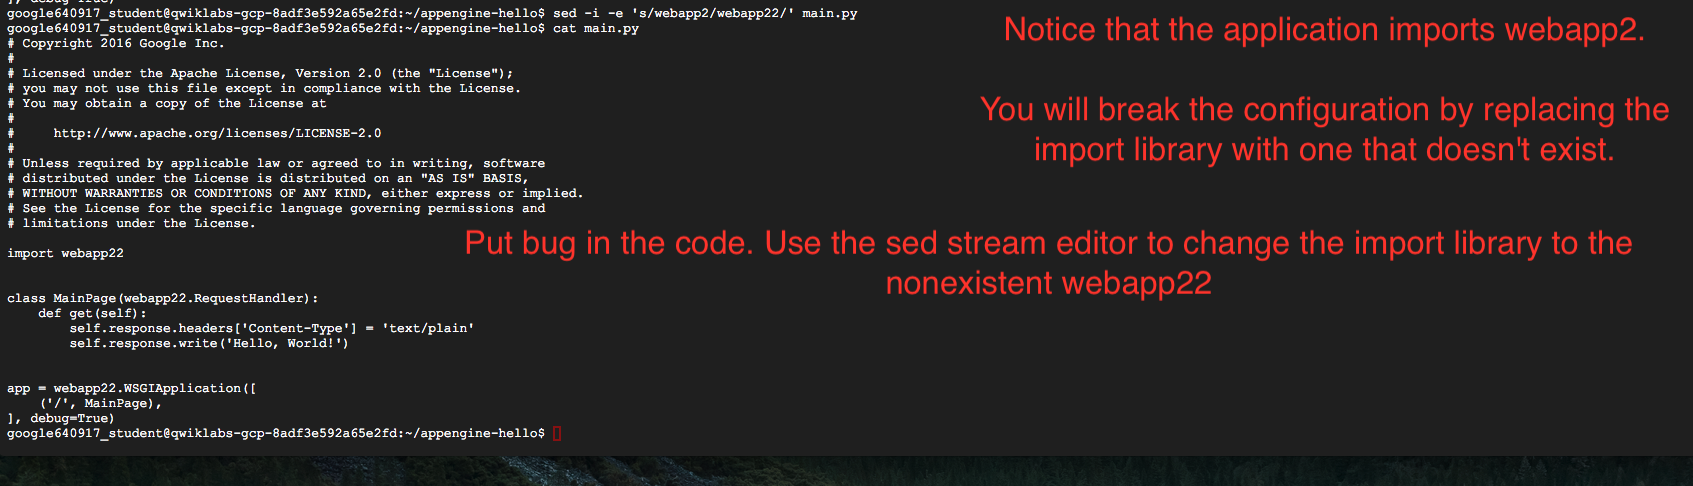 ], debug=True)
google640917_student@qwiklabs-gcp-8adf3e592a65e2fd:~/appengine-hello$ sed -i -e 's/webapp2/webapp22/' main.py
google640917_student@qwiklabs-gcp-8adf3e592a65e2fd:~/appengine-hello$ cat main.py
# Copyright 2016 Google Inc.
#
# Licensed under the Apache License, Version 2.0 (the "License");
# you may not use this file except in compliance with the License.
# You may obtain a copy of the License at
#
#     http://www.apache.org/licenses/LICENSE-2.0
#
# Unless required by applicable law or agreed to in writing, software
# distributed under the License is distributed on an "AS IS" BASIS,
# WITHOUT WARRANTIES OR CONDITIONS OF ANY KIND, either express or implied.
# See the License for the specific language governing permissions and
# limitations under the License.
import webapp22
class MainPage(webapp22.RequestHandler):
    def get(self):
        self.response.headers['Content-Type'] = 'text/plain'
        self.response.write('Hello, World!')
app = webapp22.WSGIApplication([
    ('/', MainPage),
], debug=True)
google640917_student@qwiklabs-gcp-8adf3e592a65e2fd:~/appengine-hello$
Notice that the application imports webapp2.
You will break the configuration by replacing the
import library with one that doesn't exist.
Put bug in the code. Use the sed stream editor to change the import library to the
nonexistent webapp22